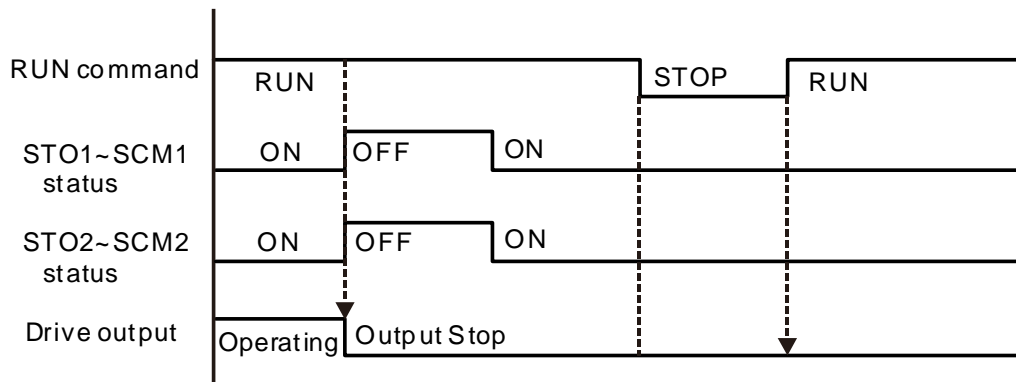 RUN command
RUN
STOP
RUN
STO1~SCM1
status
ON
OFF
ON
STO2~SCM2
status
ON
OFF
ON
Drive output
Operating
Output Stop